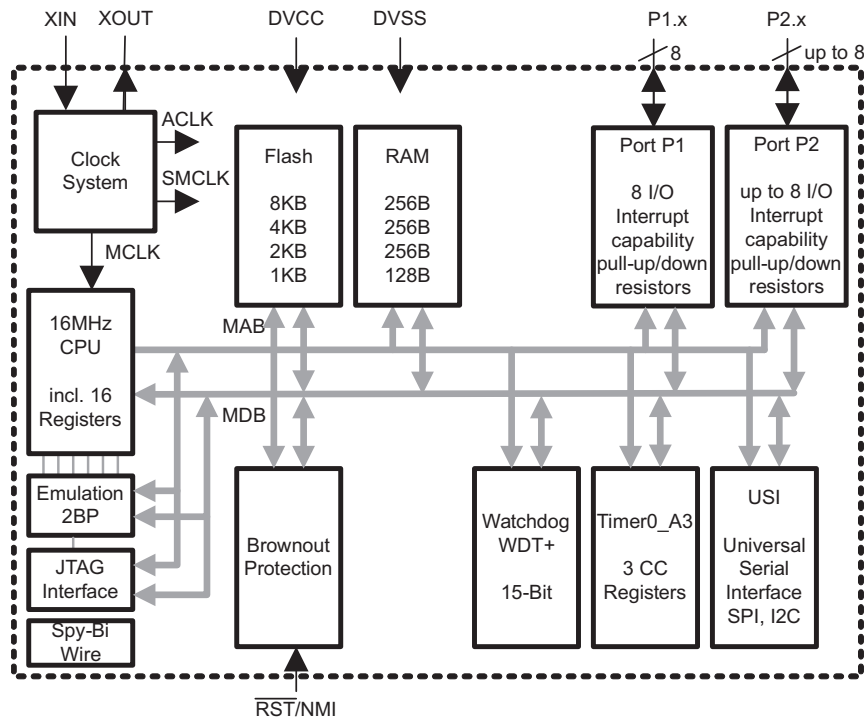 XIN
XOUT
DVCC
DVSS
P1.x
P2.x
8
up to 8
Clock
System
ACLK
SMCLK
MCLK
Flash
8KB
4KB
2KB
1KB
RAM
256B
256B
256B
128B
Port P1
8 I/O
Interrupt
capability
pull-up/down
resistors
Port P2
up to 8 I/O
Interrupt
capability
pull-up/down
resistors
16MHz
CPU
incl. 16
Registers
MAB
MDB
Emulation
2BP
JTAG
Interface
Spy-Bi
Wire
Brownout
Protection
Watchdog
WDT+
15-Bit
Timer0_A3
3 CC
Registers
USI
Universal
Serial
Interface
SPI, I2C
RST/NMI